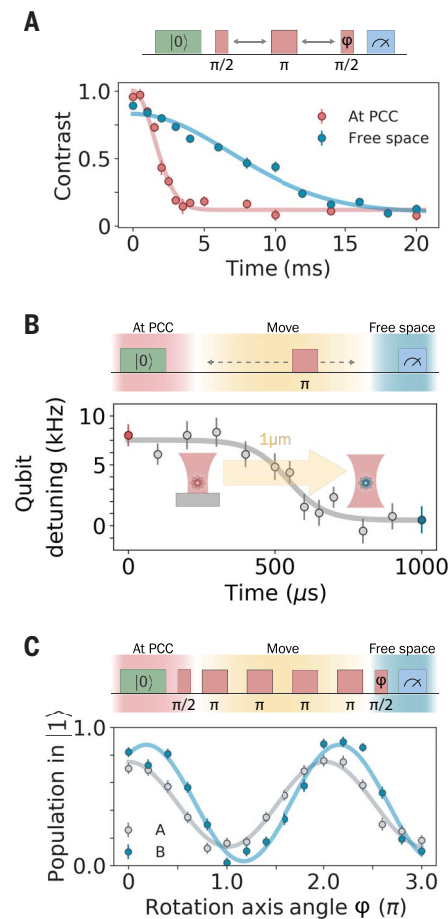 A
|0⟩
φ
π/2
π
π/2
1.0
0.5
0.0
Contrast
At PCC
Free space
0
5
10
15
20
Time (ms)
B
At PCC
Move
Free space
|0⟩
π
10
5
0
Qubit
detuning (kHz)
1μm
0
500
1000
Time (μs)
C
At PCC
Move
Free space
|0⟩
φ
π/2
π
π
π
π
π/2
1.0
0.0
Population in |1⟩
A
B
0
1.0
2.0
3.0
Rotation axis angle φ (π)